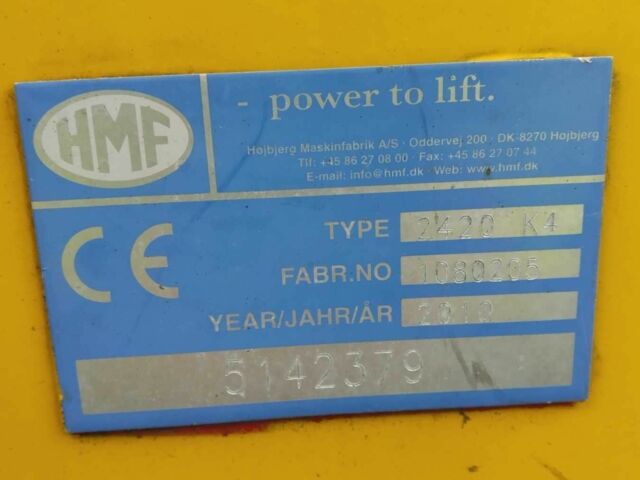 HMF
- power to lift.
Højbjerg Maskinfabrik A/S · Oddervej 200 · DK-8270 Højbjerg
Tlf: +45 86 27 08 00 · Fax: +45 86 27 07 44
E-mail: info@hmf.dk · Web: www.hmf.dk
CE
TYPE 2420 K4
FABR.NO 1080205
YEAR/JAHR/ÅR 2010
5142379